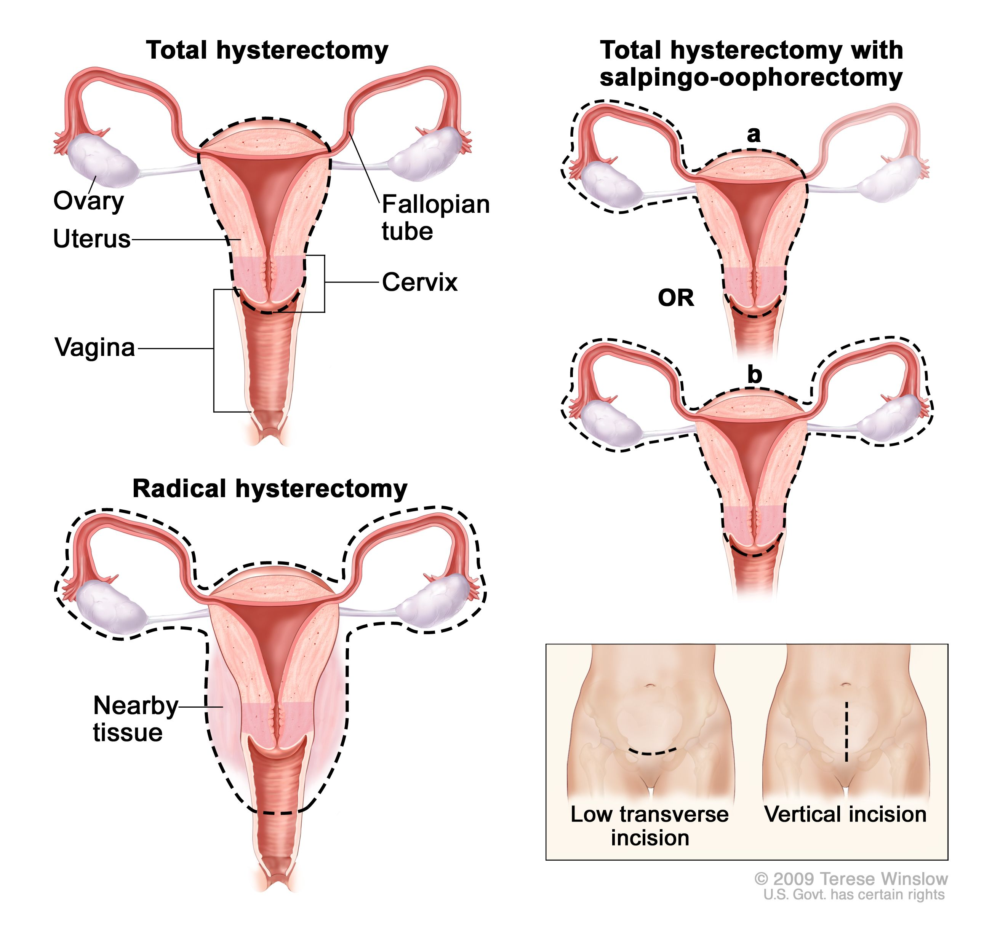 Total hysterectomy
Ovary
Uterus
Vagina
Fallopian
tube
Cervix
Total hysterectomy with
salpingo-oophorectomy
a
OR
b
Radical hysterectomy
Nearby
tissue
Low transverse
incision
Vertical incision
© 2009 Terese Winslow
U.S. Govt. has certain rights